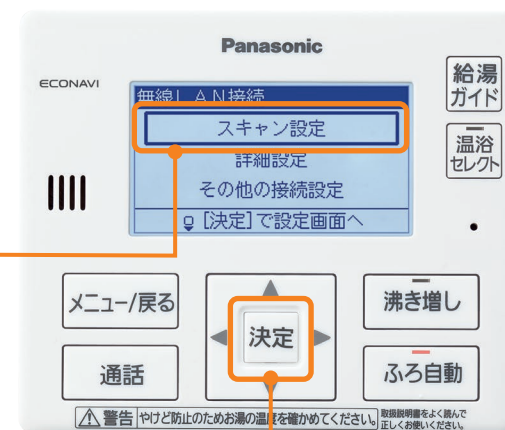 Panasonic
ECONAVI
無線LAN接続
スキャン設定
詳細設定
その他の接続設定
[決定]で設定画面へ
給湯
ガイド
温浴
セレクト
メニュー/戻る
決定
沸き増し
通話
ふろ自動
警告 やけど防止のためお湯の温度を確かめてください。 取扱説明書をよく読んで
正しくお使いください。